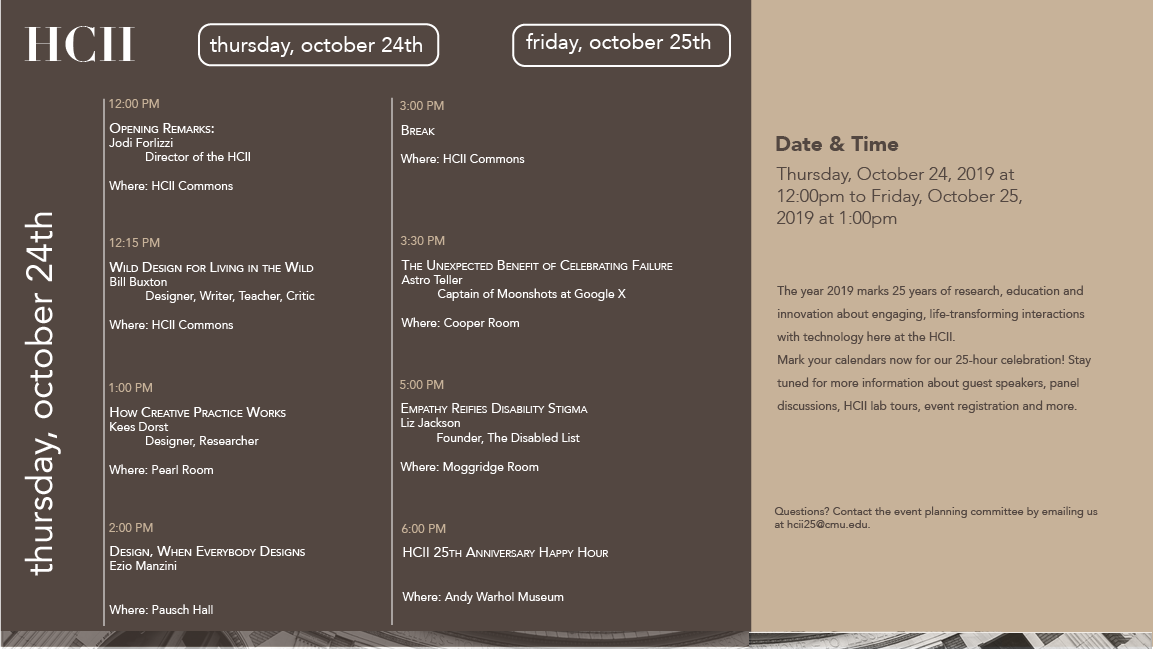 HCII
thursday, october 24th
friday, october 25th
thursday, october 24th
12:00 PM
Opening Remarks:
Jodi Forlizzi
Director of the HCII
Where: HCII Commons
12:15 PM
Wild Design for Living in the Wild
Bill Buxton
Designer, Writer, Teacher, Critic
Where: HCII Commons
1:00 PM
How Creative Practice Works
Kees Dorst
Designer, Researcher
Where: Pearl Room
2:00 PM
Design, When Everybody Designs
Ezio Manzini
Where: Pausch Hall
3:00 PM
Break
Where: HCII Commons
3:30 PM
The Unexpected Benefit of Celebrating Failure
Astro Teller
Captain of Moonshots at Google X
Where: Cooper Room
5:00 PM
Empathy Reifies Disability Stigma
Liz Jackson
Founder, The Disabled List
Where: Moggridge Room
6:00 PM
HCII 25th Anniversary Happy Hour
Where: Andy Warhol Museum
Date & Time
Thursday, October 24, 2019 at
12:00pm to Friday, October 25,
2019 at 1:00pm
The year 2019 marks 25 years of research, education and
innovation about engaging, life-transforming interactions
with technology here at the HCII.
Mark your calendars now for our 25-hour celebration! Stay
tuned for more information about guest speakers, panel
discussions, HCII lab tours, event registration and more.
Questions? Contact the event planning committee by emailing us
at hcii25@cmu.edu.